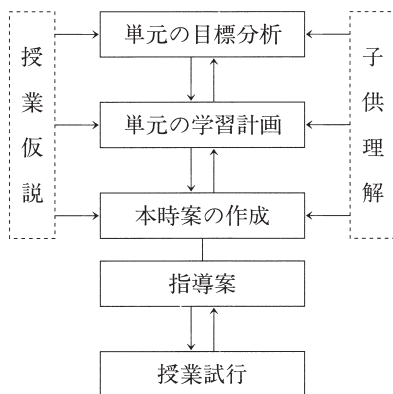 単元の目標分析
単元の学習計画
本時案の作成
指導案
授業試行
授業仮説
子供理解